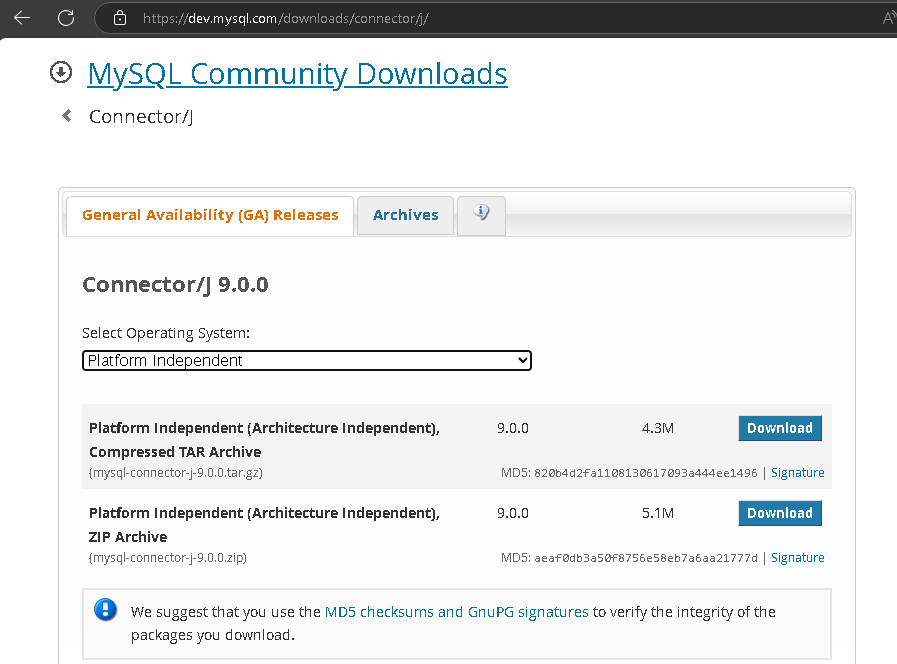 https://dev.mysql.com/downloads/connector/j/
MySQL Community Downloads
Connector/J
General Availability (GA) Releases
Archives
Connector/J 9.0.0
Select Operating System:
Platform Independent
Platform Independent (Architecture Independent), 9.0.0 4.3M Download
Compressed TAR Archive
(mysql-connector-j-9.0.0.tar.gz) MD5: 820b4d2fa1108130617093a444ee1496 | Signature
Platform Independent (Architecture Independent), 9.0.0 5.1M Download
ZIP Archive
(mysql-connector-j-9.0.0.zip) MD5: aeaf0db3a50f8756e58eb7a6aa21777d | Signature
We suggest that you use the MD5 checksums and GnuPG signatures to verify the integrity of the
packages you download.